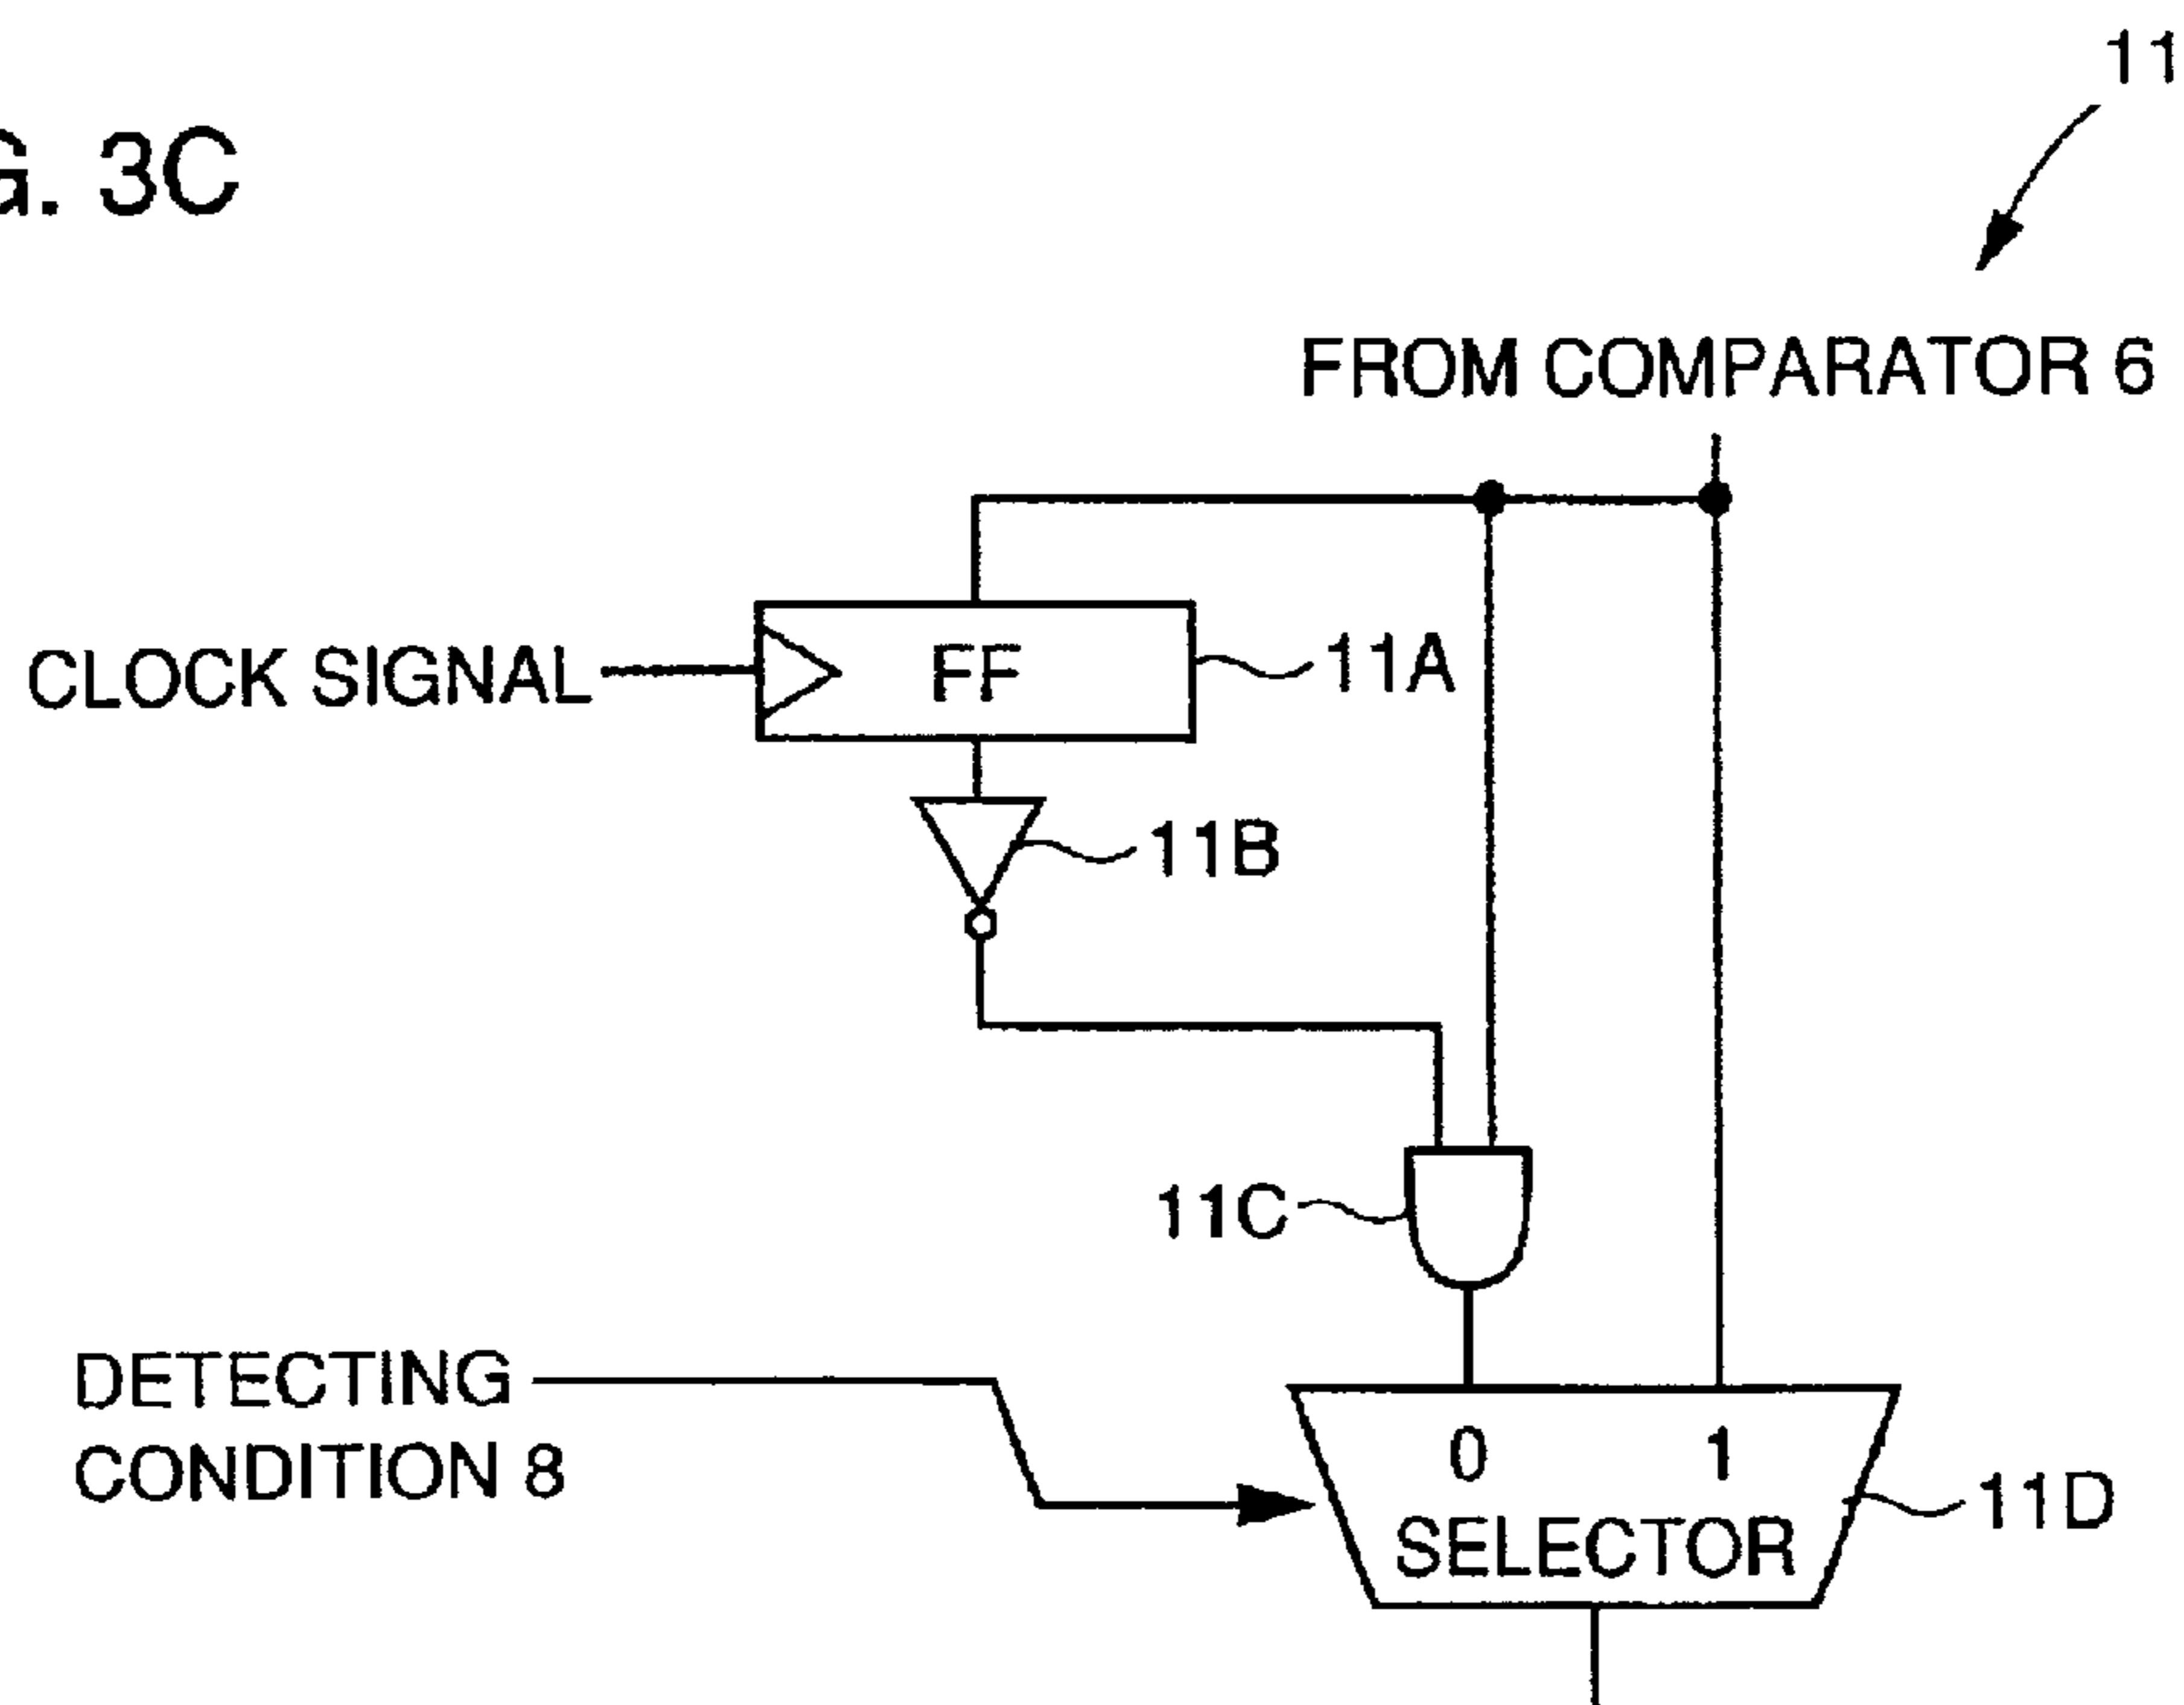 11
G. 3C
FROM COMPARATOR 6
CLOCK SIGNAL
FF
11A
11B
11C
DETECTING
CONDITION 8
0 1
SELECTOR
11D